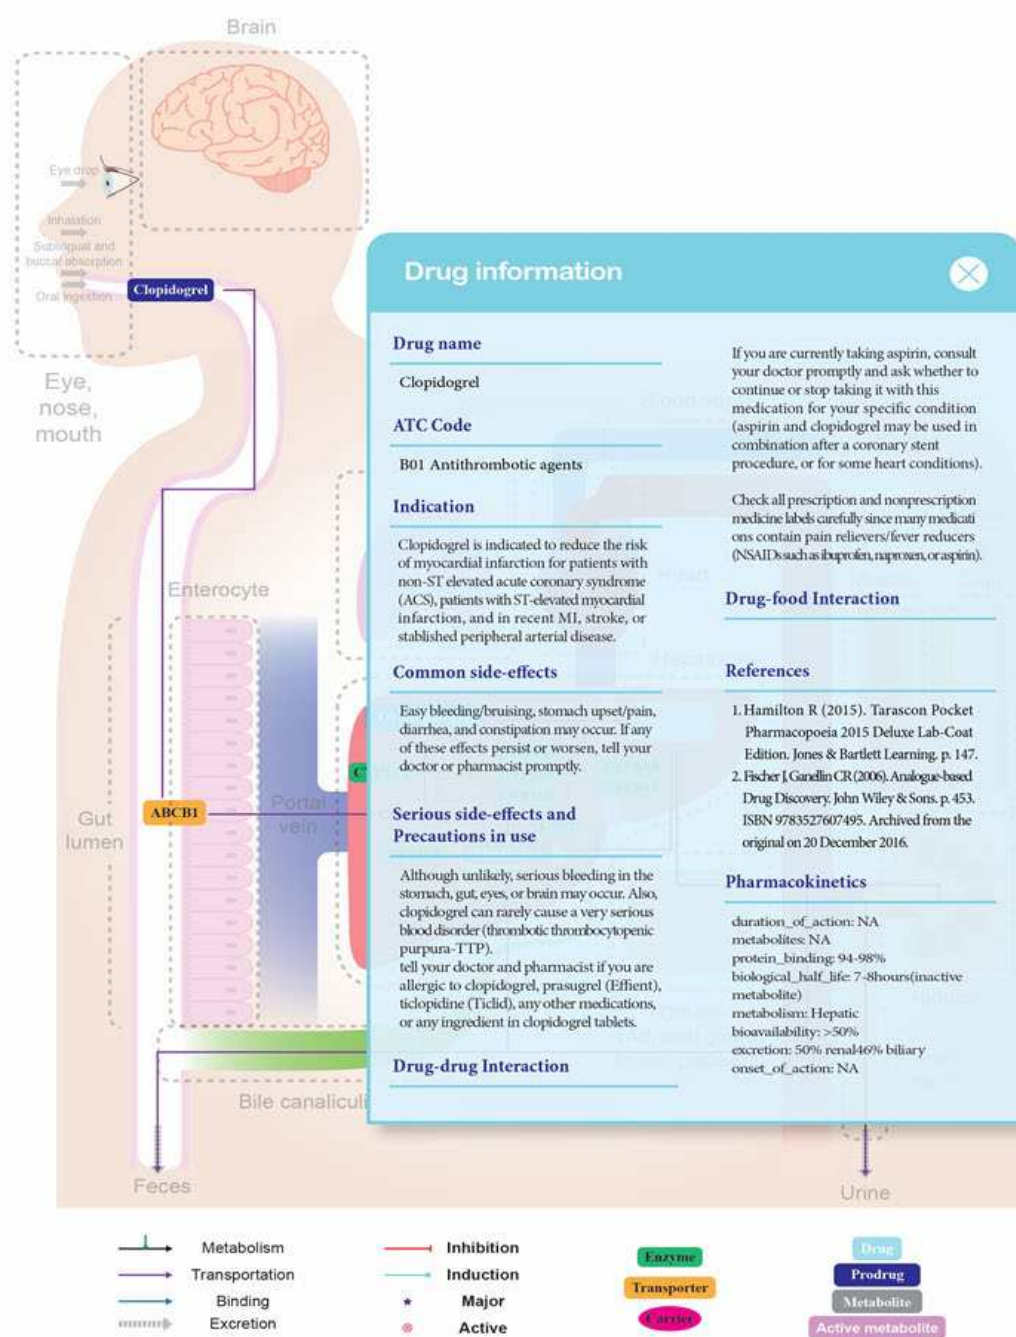 Brain
Eye drop
Inhalation
Sublingual and
buccal absorption
Oral ingestion
Clopidogrel
Eye,
nose,
mouth
Enterocyte
Gut
lumen
ABCB1
Portal
vein
Bile canaliculi
Feces
Urine
Drug information
Drug name
Clopidogrel
ATC Code
B01 Antithrombotic agents
Indication
Clopidogrel is indicated to reduce the risk
of myocardial infarction for patients with
non-ST elevated acute coronary syndrome
(ACS), patients with ST-elevated myocardial
infarction, and in recent MI, stroke, or
stablished peripheral arterial disease.
Common side-effects
Easy bleeding/bruising, stomach upset/pain,
diarrhea, and constipation may occur. If any
of these effects persist or worsen, tell your
doctor or pharmacist promptly.
Serious side-effects and
Precautions in use
Although unlikely, serious bleeding in the
stomach, gut, eyes, or brain may occur. Also,
clopidogrel can rarely cause a very serious
blood disorder (thrombotic thrombocytopenic
purpura-TTP).
tell your doctor and pharmacist if you are
allergic to clopidogrel, prasugrel (Effient),
ticlopidine (Ticlid), any other medications,
or any ingredient in clopidogrel tablets.
Drug-drug Interaction
If you are currently taking aspirin, consult
your doctor promptly and ask whether to
continue or stop taking it with this
medication for your specific condition
(aspirin and clopidogrel may be used in
combination after a coronary stent
procedure, or for some heart conditions).
Check all prescription and nonprescription
medicine labels carefully since many medicati
ons contain pain relievers/fever reducers
(NSAIDs such as ibuprofen, naproxen, or aspirin).
Drug-food Interaction
References
1. Hamilton R (2015). Tarascon Pocket
Pharmacopoeia 2015 Deluxe Lab-Coat
Edition. Jones & Bartlett Learning. p. 147.
2. Fischer J, Ganellin CR (2006). Analogue-based
Drug Discovery. John Wiley & Sons. p. 453.
ISBN 9783527607495. Archived from the
original on 20 December 2016.
Pharmacokinetics
duration_of_action: NA
metabolites: NA
protein_binding: 94-98%
biological_half_life: 7-8hours(inactive
metabolite)
metabolism: Hepatic
bioavailability: >50%
excretion: 50% renal46% biliary
onset_of_action: NA
Metabolism
Transportation
Binding
Excretion
Inhibition
Induction
Major
Active
Enzyme
Transporter
Carrier
Drug
Prodrug
Metabolite
Active metabolite